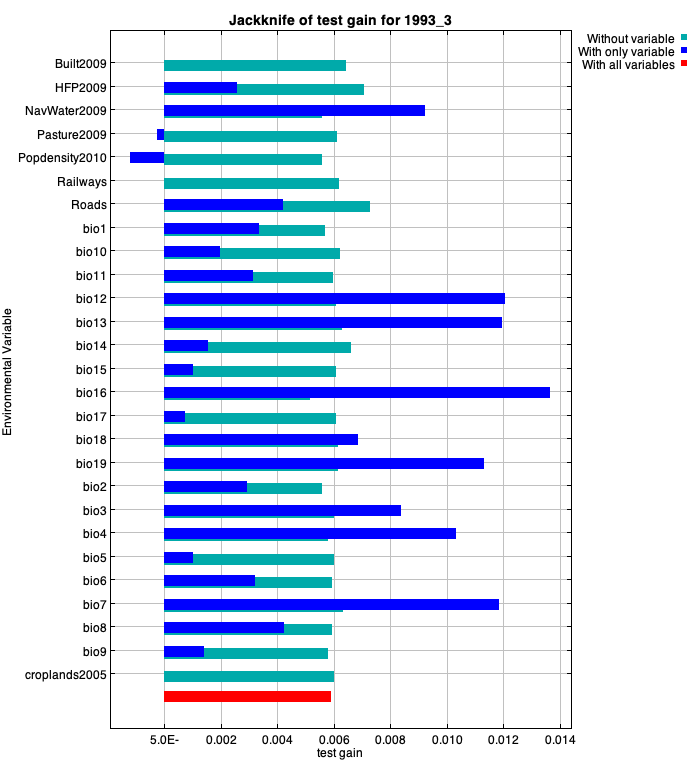 Jackknife of test gain for 1993_3
Without variable
With only variable
With all variables
Environmental Variable
Built2009
HFP2009
NavWater2009
Pasture2009
Popdensity2010
Railways
Roads
bio1
bio10
bio11
bio12
bio13
bio14
bio15
bio16
bio17
bio18
bio19
bio2
bio3
bio4
bio5
bio6
bio7
bio8
bio9
croplands2005
5.0E- 0.002 0.004 0.006 0.008 0.010 0.012 0.014
test gain